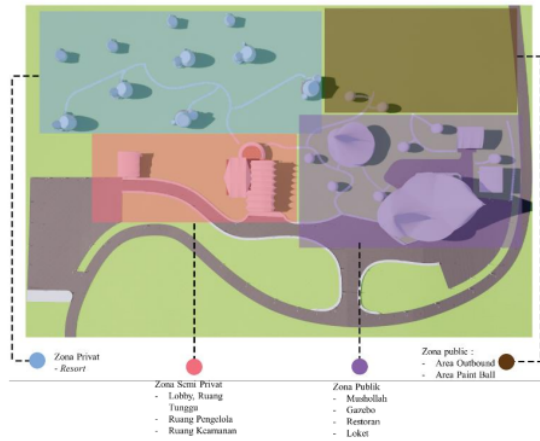 Zona Privat
- Resort
Zona Semi Privat
- Lobby, Ruang
Tunggu
- Ruang Pengelola
- Ruang Keamanan
Zona Publik
- Mushollah
- Gazebo
- Restoran
- Loket
Zona public :
- Area Outbound
- Area Paint Ball